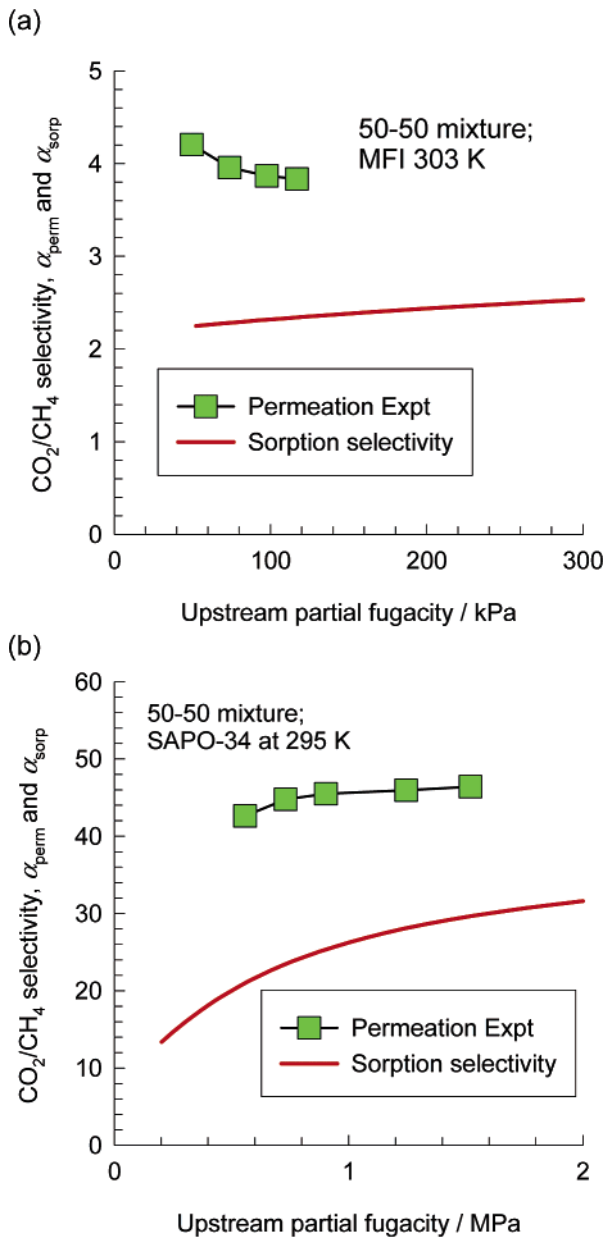 (a)
CO2/CH4 selectivity, αperm and αsorp
5
4
3
2
1
0
50-50 mixture;
MFI 303 K
Permeation Expt
Sorption selectivity
0 100 200 300
Upstream partial fugacity / kPa
(b)
CO2/CH4 selectivity, αperm and αsorp
60
50
40
30
20
10
0
50-50 mixture;
SAPO-34 at 295 K
Permeation Expt
Sorption selectivity
0 1 2
Upstream partial fugacity / MPa